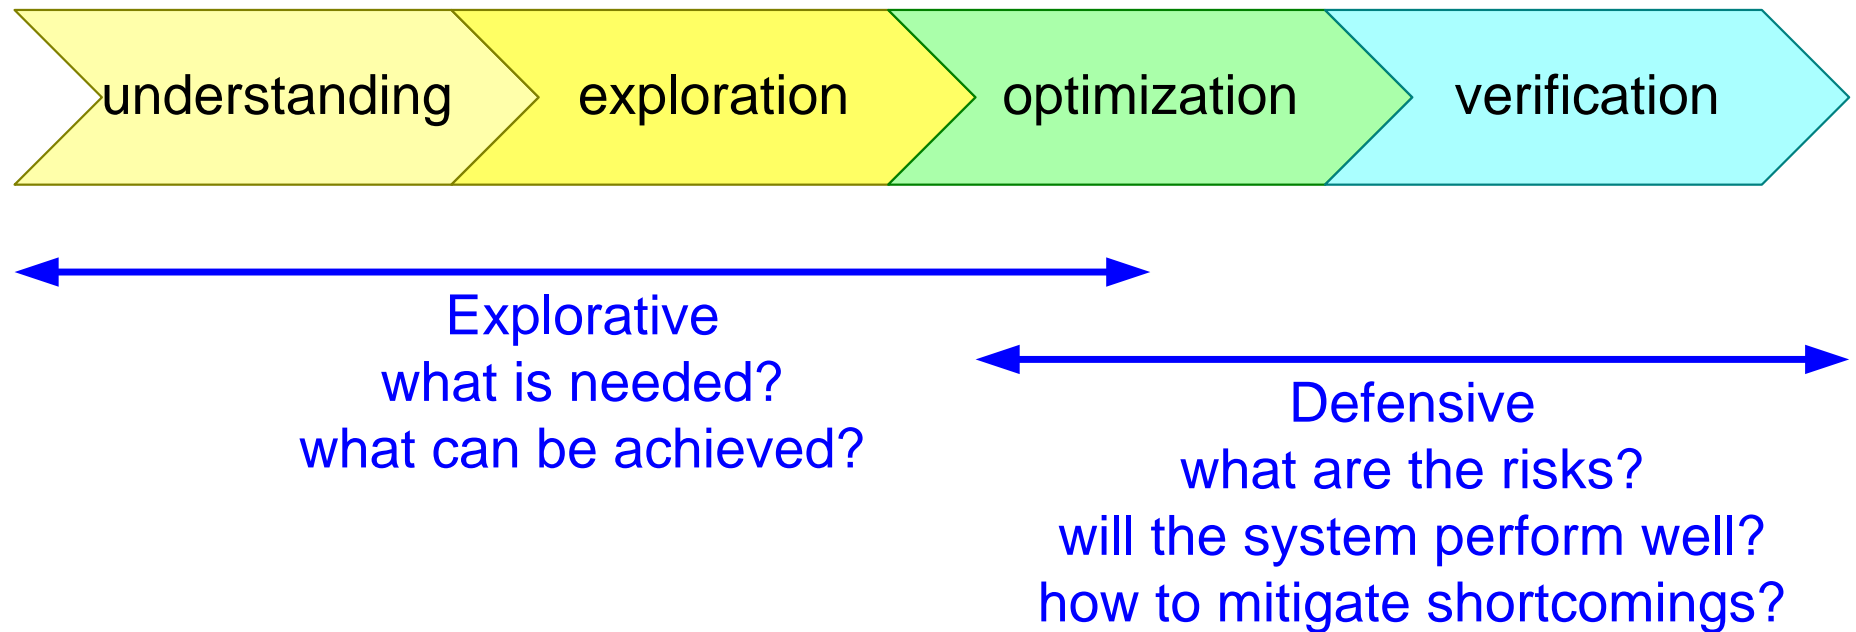 understanding
exploration
optimization
verification
Explorative
what is needed?
what can be achieved?
Defensive
what are the risks?
will the system perform well?
how to mitigate shortcomings?